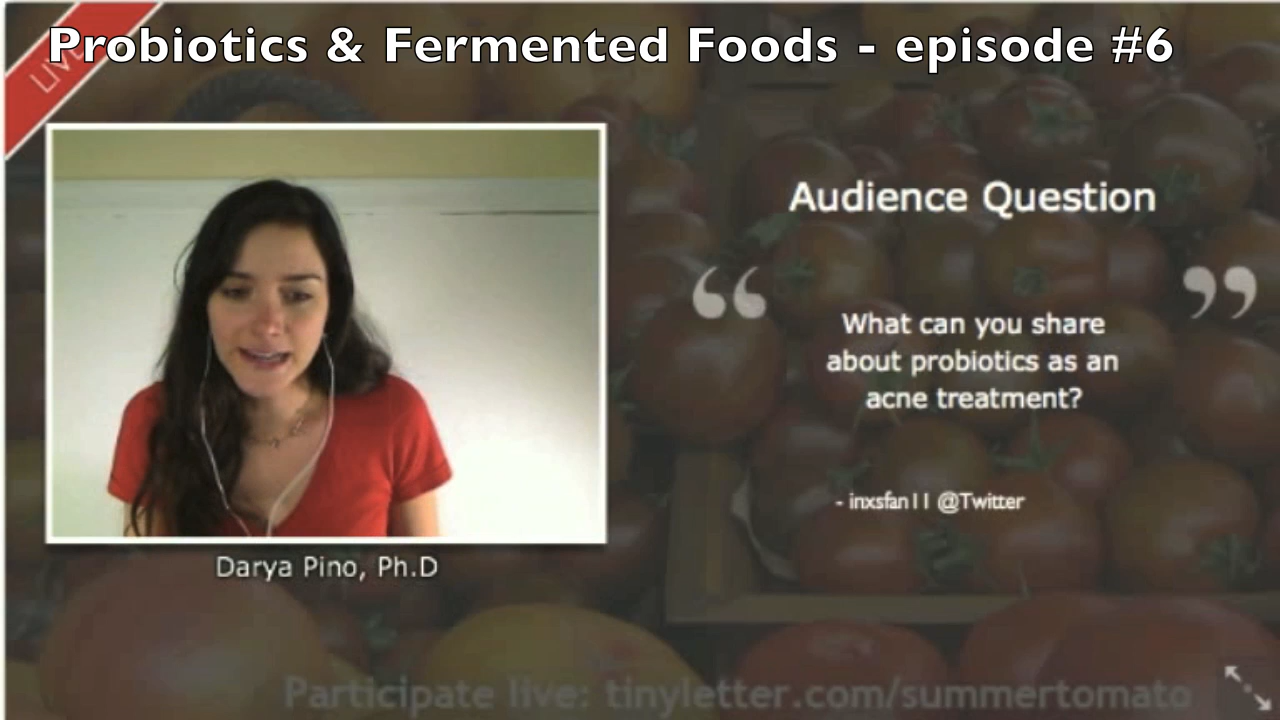 Probiotics & Fermented Foods - episode #6
LIVE
Audience Question
“ What can you share ”
about probiotics as an
acne treatment?
- inxsfan11 @Twitter
Darya Pino, Ph.D
Participate live: tinyletter.com/summertomato